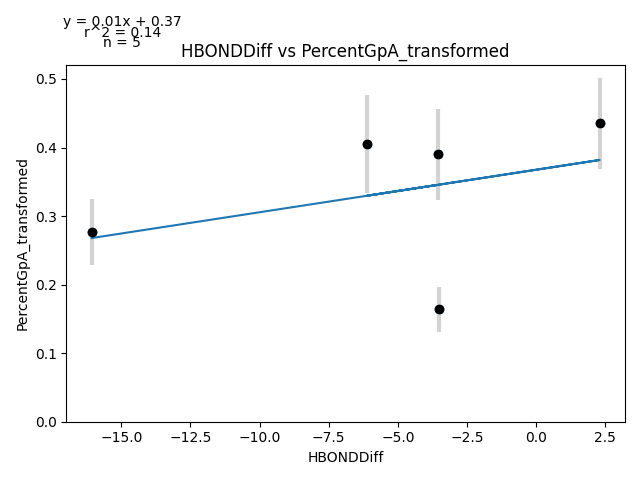 y = 0.01x + 0.37
r^2 = 0.14
n = 5
HBONDDiff vs PercentGpA_transformed
PercentGpA_transformed
0.5
0.4
0.3
0.2
0.1
0.0
−15.0 −12.5 −10.0 −7.5 −5.0 −2.5 0.0 2.5
HBONDDiff